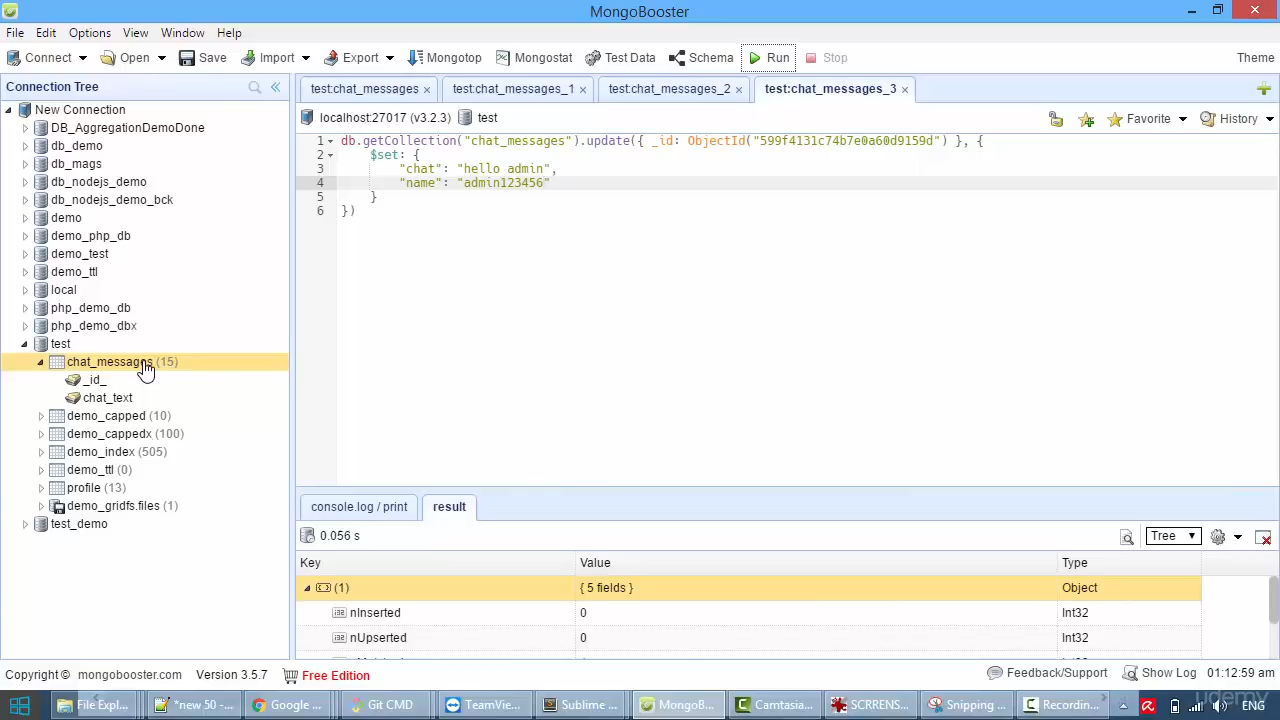 MongoBooster
File Edit Options View Window Help
Connect Open Save Import Export Mongotop Mongostat Test Data Schema Run Stop Theme
Connection Tree
test:chat_messages × test:chat_messages_1 × test:chat_messages_2 × test:chat_messages_3 ×
localhost:27017 (v3.2.3) test Favorite History
New Connection
DB_AggregationDemoDone
db_demo
db_mags
db_nodejs_demo
db_nodejs_demo_bck
demo
demo_php_db
demo_test
demo_ttl
local
php_demo_db
php_demo_dbx
test
chat_messages (15)
_id_
chat_text
demo_capped (10)
demo_cappedx (100)
demo_index (505)
demo_ttl (0)
profile (13)
demo_gridfs.files (1)
test_demo
1 db.getCollection("chat_messages").update({ _id: ObjectId("599f4131c74b7e0a60d9159d") }, {
2 $set: {
3 "chat": "hello admin",
4 "name": "admin123456"
5 }
6 })
console.log / print result
0.056 s Tree
Key Value Type
(1) { 5 fields } Object
nInserted 0 Int32
nUpserted 0 Int32
Copyright © mongobooster.com Version 3.5.7 Free Edition Feedback/Support Show Log 01:12:59 am
File Expl... *new 50 -... Google ... Git CMD TeamVie... Sublime ... MongoB... Camtasia... SCRRENS... Snipping ... Recordin... ENG
udemy